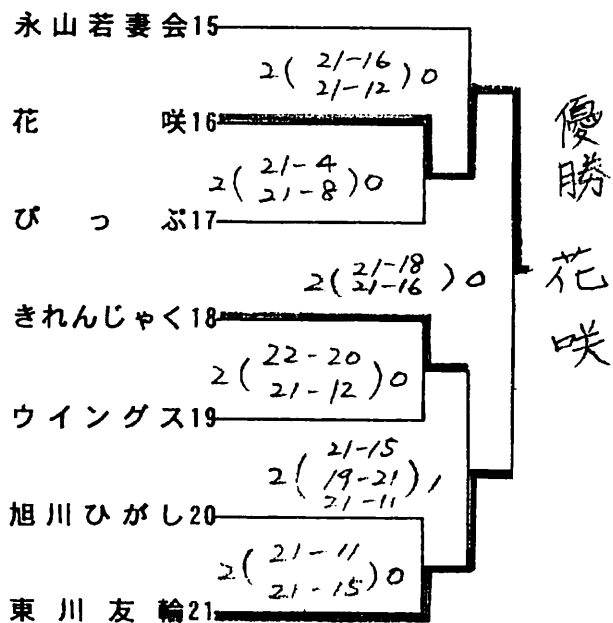 永山若妻会15
2(21-16 21-12)0
花咲16
2(21-4 21-8)0
ぴっぷ17
2(21-18 21-16)0
きれんじゃく18
2(22-20 21-12)0
ウイングス19
2(21-15 19-21 21-11)1
旭川ひがし20
2(21-11 21-15)0
東川友輪21
優勝 花咲